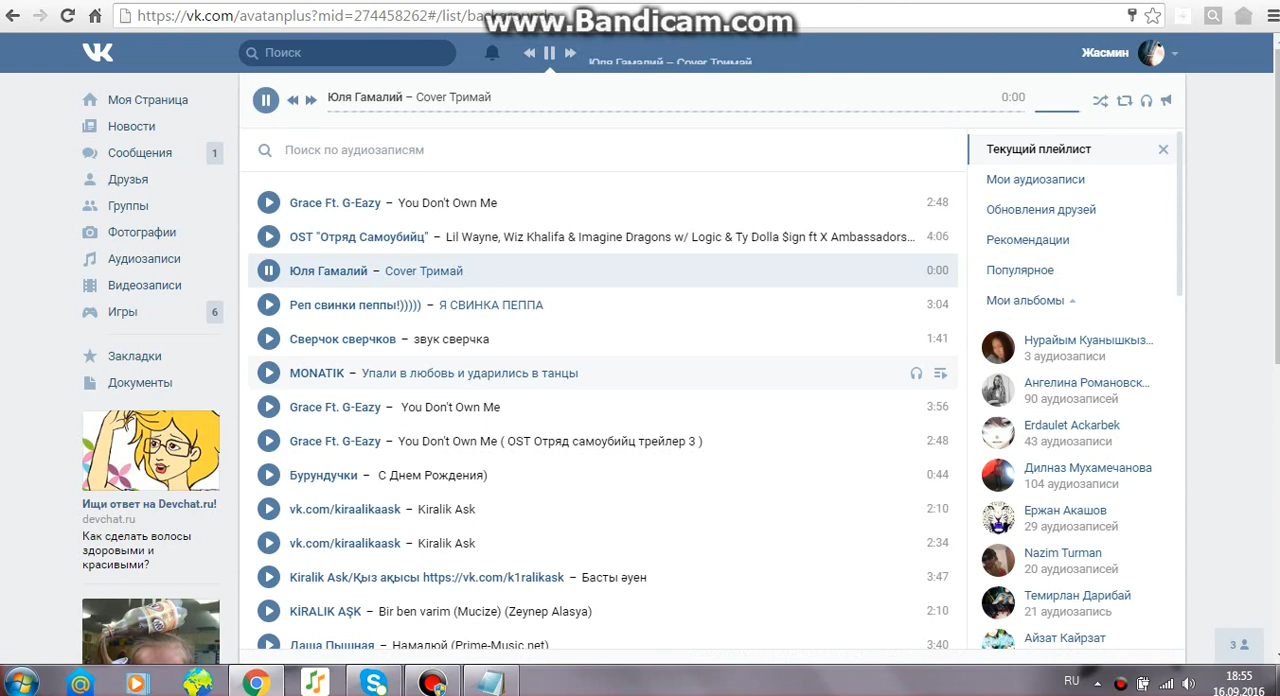 https://vk.com/avatanplus?mid=274458262#/list/backgrounds
www.Bandicam.com
Поиск
Юля Гамалий – Cover Тримай
Жасмин
Моя Страница
Новости
Сообщения 1
Друзья
Группы
Фотографии
Аудиозаписи
Видеозаписи
Игры 6
Закладки
Документы
Ищи ответ на Devchat.ru!
devchat.ru
Как сделать волосы
здоровыми и
красивыми?
Юля Гамалий – Cover Тримай 0:00
Поиск по аудиозаписям
Grace Ft. G-Eazy – You Don't Own Me 2:48
OST "Отряд Самоубийц" – Lil Wayne, Wiz Khalifa & Imagine Dragons w/ Logic & Ty Dolla $ign ft X Ambassadors... 4:06
Юля Гамалий – Cover Тримай 0:00
Реп свинки пеппы!))))) – Я СВИНКА ПЕППА 3:04
Сверчок сверчков – звук сверчка 1:41
MONATIK – Упали в любовь и ударились в танцы
Grace Ft. G-Eazy – You Don't Own Me 3:56
Grace Ft. G-Eazy – You Don't Own Me ( OST Отряд самоубийц трейлер 3 ) 2:48
Бурундучки – С Днем Рождения) 0:44
vk.com/kiraalikaask – Kiralik Ask 2:10
vk.com/kiraalikaask – Kiralik Ask 2:34
Kiralik Ask/Қыз ақысы https://vk.com/k1ralikask – Басты әуен 3:47
KİRALIK AŞK – Bir ben varim (Mucize) (Zeynep Alasya) 2:10
Даша Пышная – Намалюй (Prime-Music.net) 3:40
Текущий плейлист
Мои аудиозаписи
Обновления друзей
Рекомендации
Популярное
Мои альбомы
Нурайым Куанышкыз...
3 аудиозаписи
Ангелина Романовск...
90 аудиозаписей
Erdaulet Ackarbek
43 аудиозаписи
Дилназ Мухамечанова
104 аудиозаписи
Ержан Акашов
29 аудиозаписей
Nazim Turman
20 аудиозаписей
Темирлан Дарибай
21 аудиозапись
Айзат Кайрзат
3
RU
18:55
16.09.2016